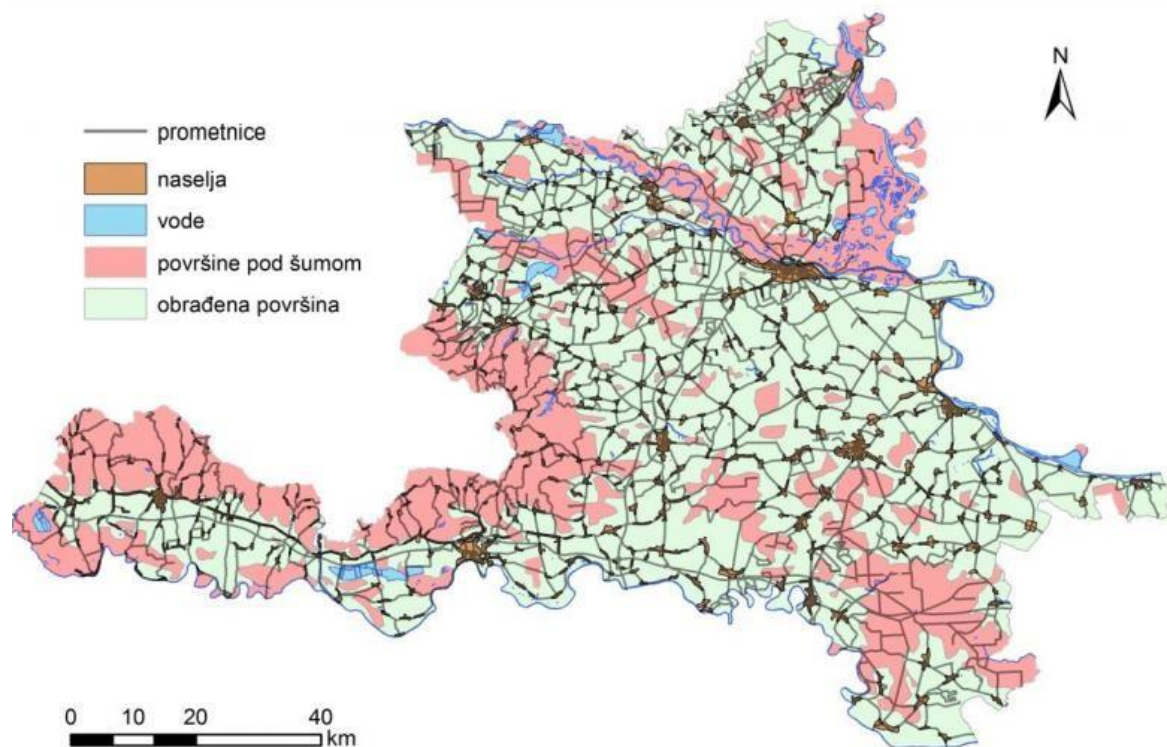 N
prometnice
naselja
vode
površine pod šumom
obrađena površina
0 10 20 40
km